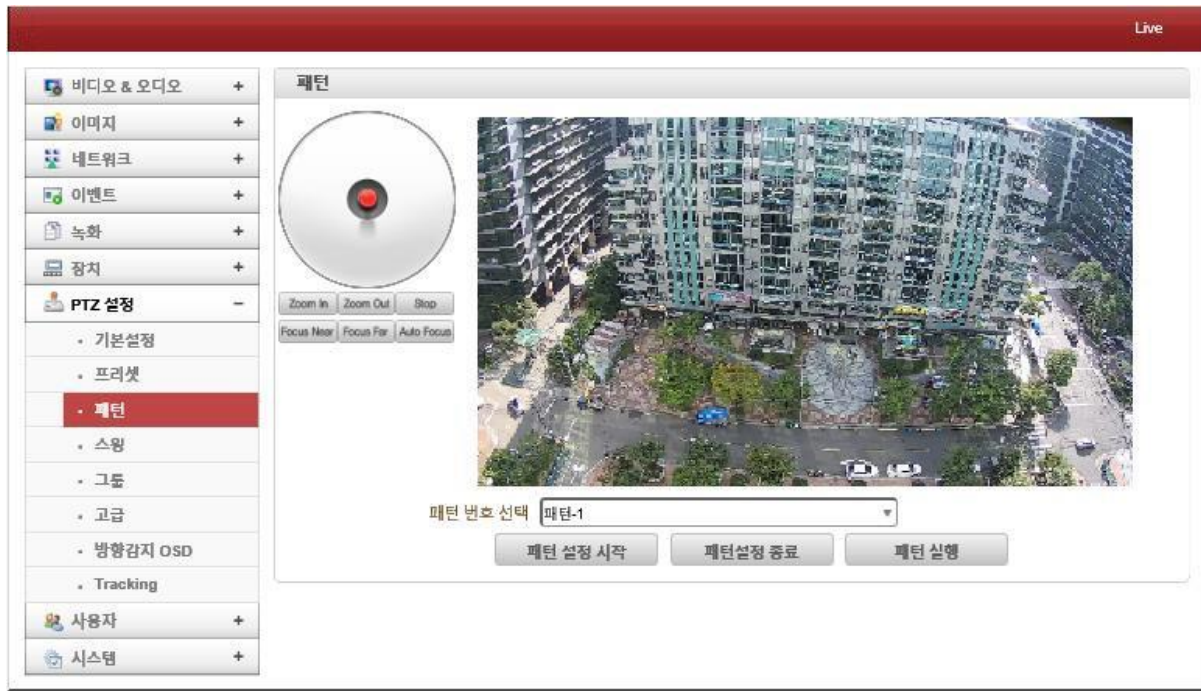 Live
비디오 & 오디오 +
이미지 +
네트워크 +
이벤트 +
녹화 +
장치 +
PTZ 설정 -
· 기본설정
· 프리셋
· 패턴
· 스윙
· 그룹
· 고급
· 방향감지 OSD
· Tracking
사용자 +
시스템 +
패턴
Zoom In Zoom Out Stop
Focus Near Focus Far Auto Focus
패턴 번호 선택 패턴-1
패턴 설정 시작 패턴설정 종료 패턴 실행